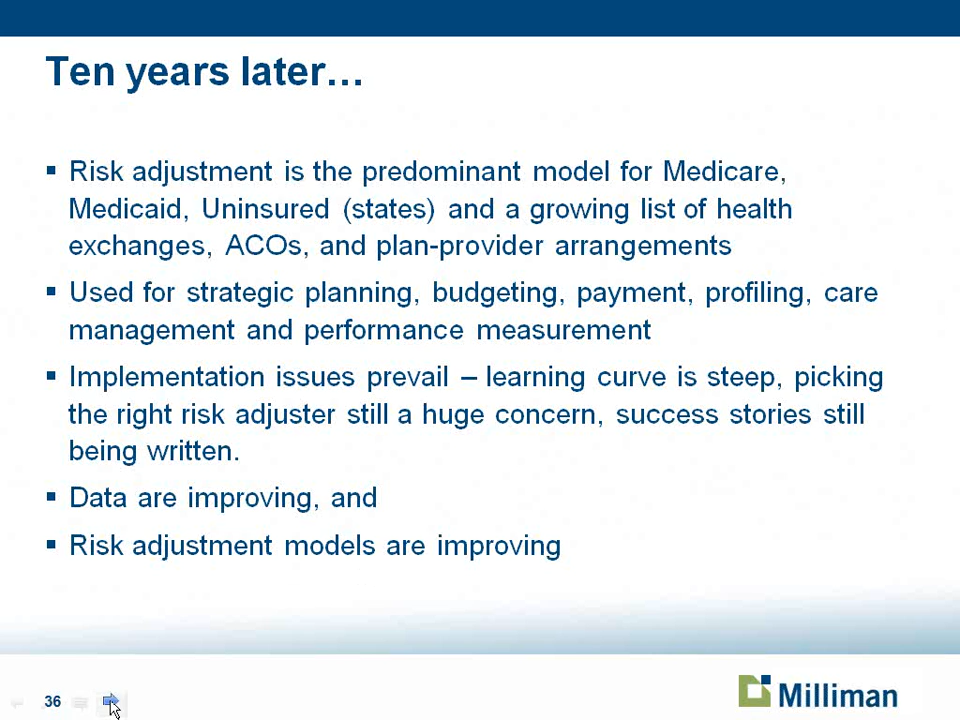 Ten years later…
▪ Risk adjustment is the predominant model for Medicare,
Medicaid, Uninsured (states) and a growing list of health
exchanges, ACOs, and plan-provider arrangements
▪ Used for strategic planning, budgeting, payment, profiling, care
management and performance measurement
▪ Implementation issues prevail – learning curve is steep, picking
the right risk adjuster still a huge concern, success stories still
being written.
▪ Data are improving, and
▪ Risk adjustment models are improving
36
Milliman